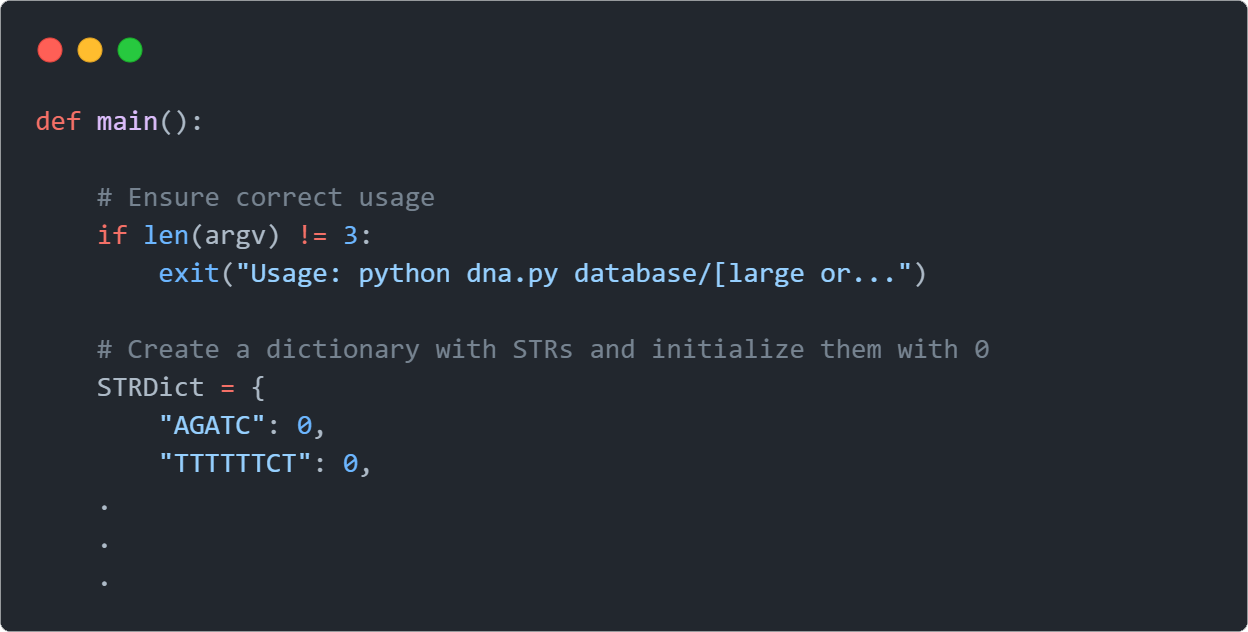 def main():
# Ensure correct usage
if len(argv) != 3:
exit("Usage: python dna.py database/[large or...")
# Create a dictionary with STRs and initialize them with 0
STRDict = {
"AGATC": 0,
"TTTTTTCT": 0,
.
.
.